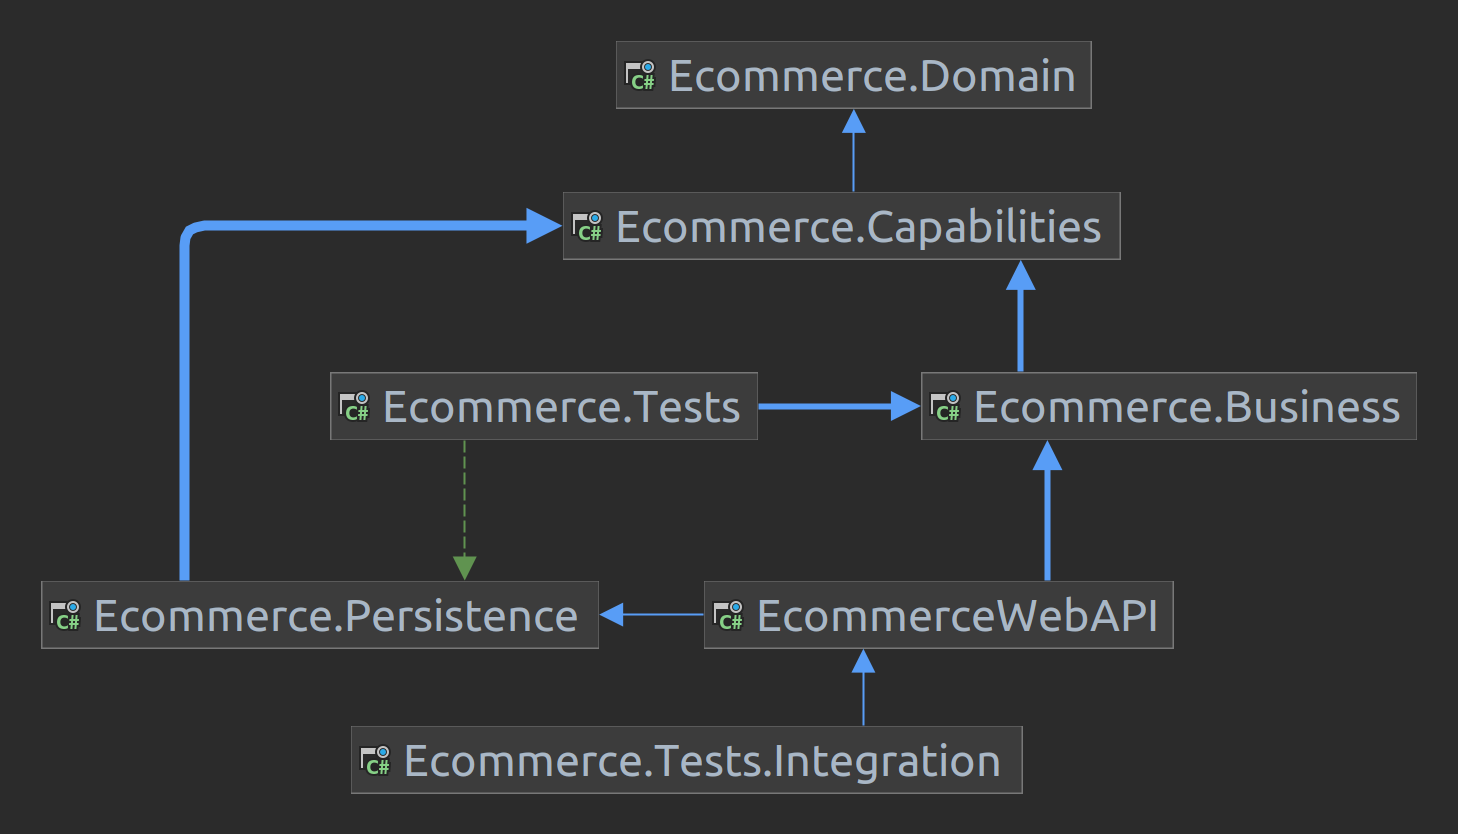 C# Ecommerce.Domain
C# Ecommerce.Capabilities
C# Ecommerce.Tests
C# Ecommerce.Business
C# Ecommerce.Persistence
C# EcommerceWebAPI
C# Ecommerce.Tests.Integration